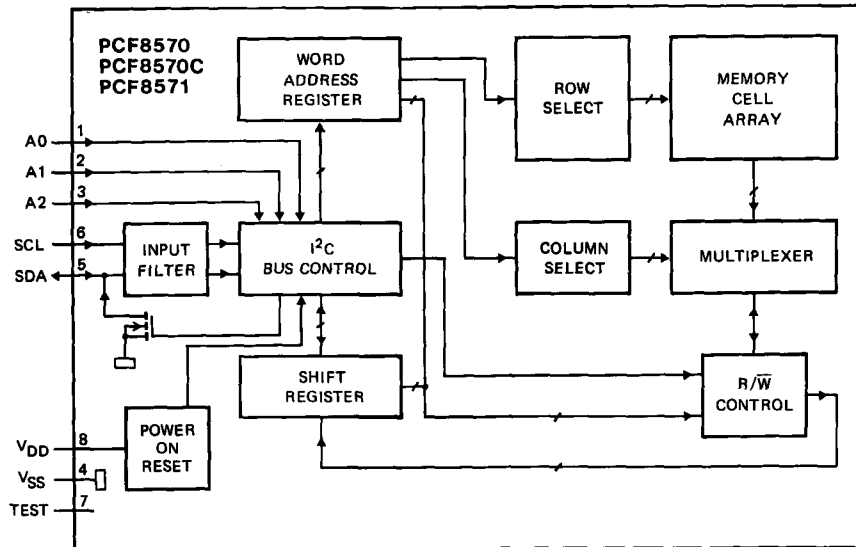 PCF8570
PCF8570C
PCF8571
WORD
ADDRESS
REGISTER
ROW
SELECT
MEMORY
CELL
ARRAY
A0 1
A1 2
A2 3
SCL 6
SDA 5
INPUT
FILTER
I²C
BUS CONTROL
COLUMN
SELECT
MULTIPLEXER
SHIFT
REGISTER
R/W̅
CONTROL
POWER
ON
RESET
VDD 8
VSS 4
TEST 7